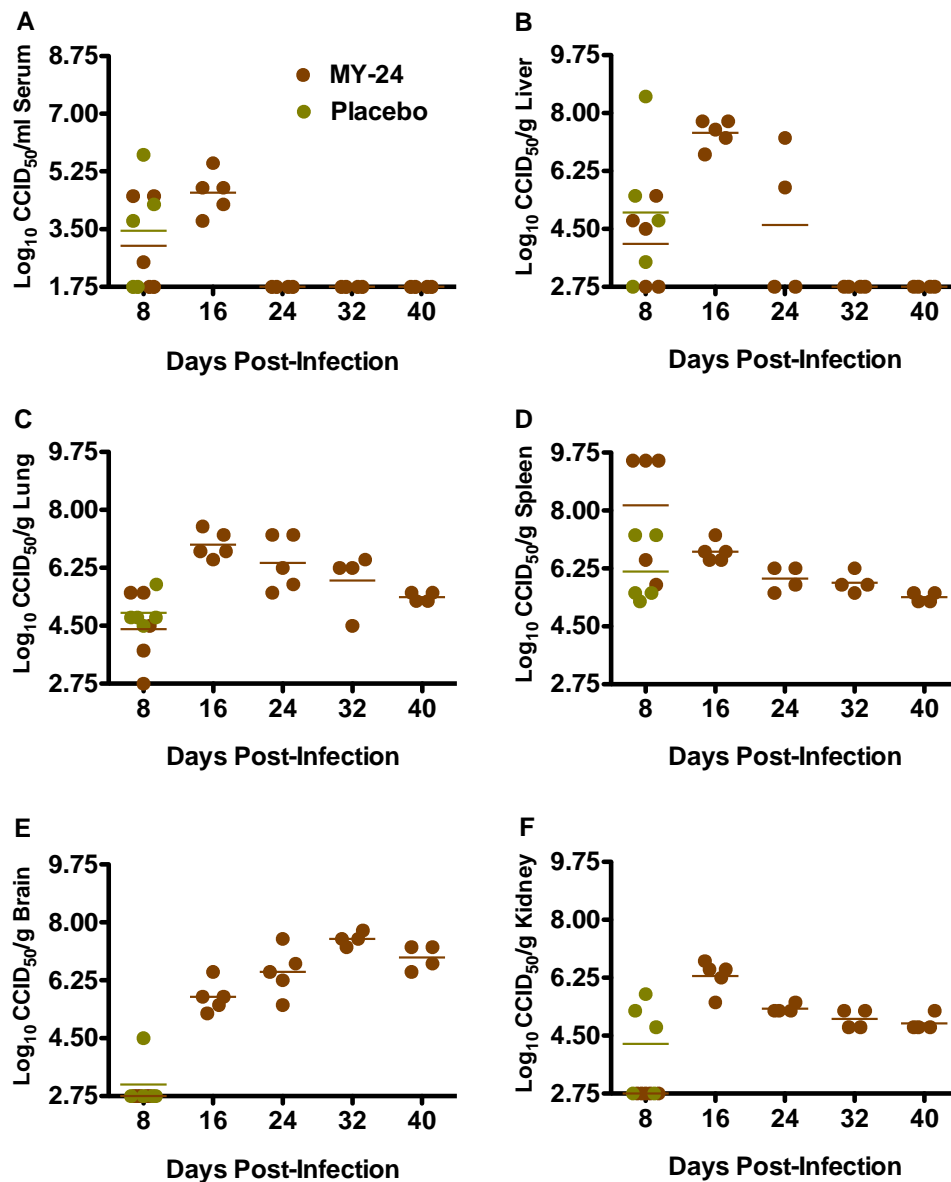 A
Log10 CCID50/ml Serum
8.75
7.00
5.25
3.50
1.75
8 16 24 32 40
Days Post-Infection
MY-24
Placebo
B
Log10 CCID50/g Liver
9.75
8.00
6.25
4.50
2.75
8 16 24 32 40
Days Post-Infection
C
Log10 CCID50/g Lung
9.75
8.00
6.25
4.50
2.75
8 16 24 32 40
Days Post-Infection
D
Log10 CCID50/g Spleen
9.75
8.00
6.25
4.50
2.75
8 16 24 32 40
Days Post-Infection
E
Log10 CCID50/g Brain
9.75
8.00
6.25
4.50
2.75
8 16 24 32 40
Days Post-Infection
F
Log10 CCID50/g Kidney
9.75
8.00
6.25
4.50
2.75
8 16 24 32 40
Days Post-Infection